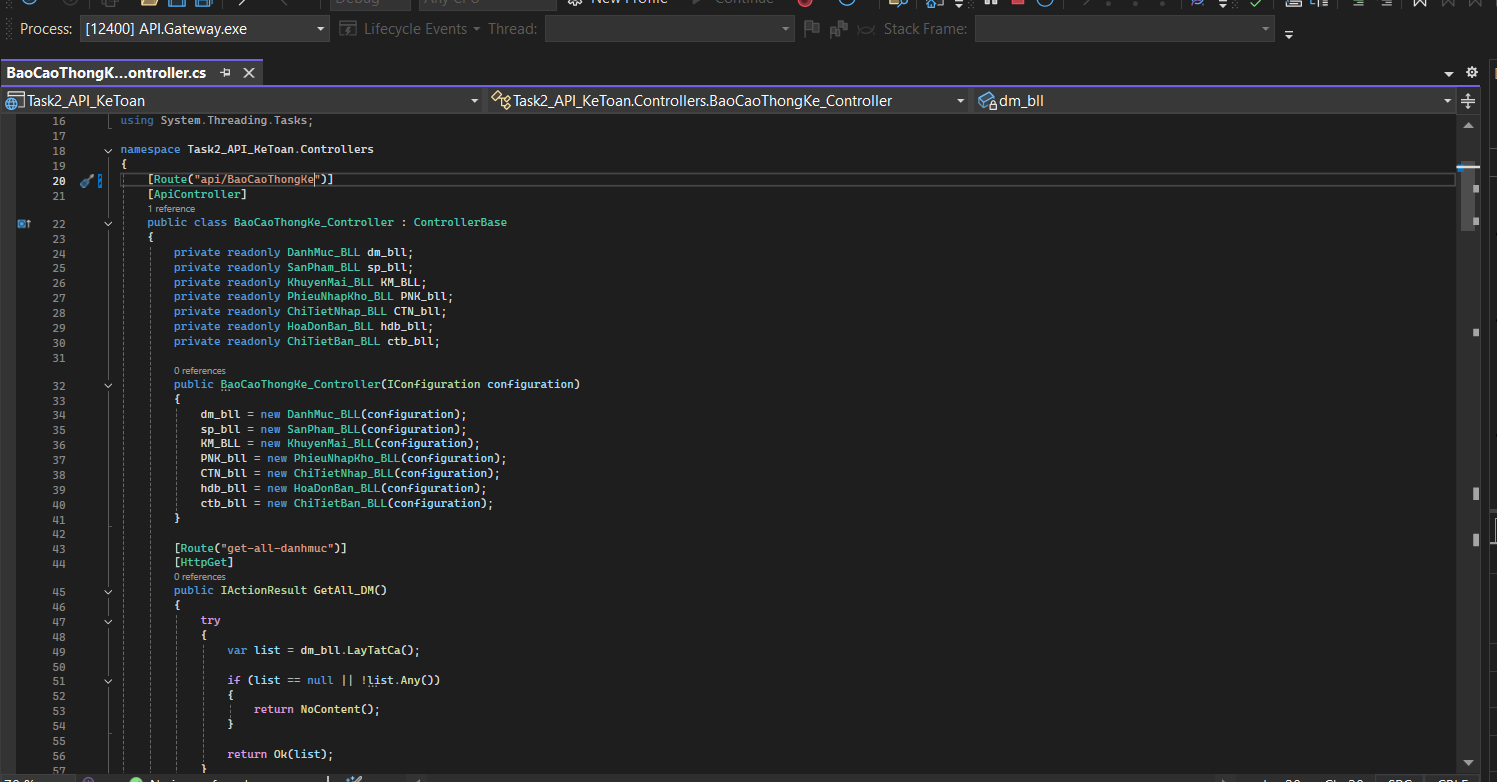 Debug
Any CPU
New Profile
Continue
Process: [12400] API.Gateway.exe Lifecycle Events Thread: Stack Frame:
BaoCaoThongK...ontroller.cs
Task2_API_KeToan Task2_API_KeToan.Controllers.BaoCaoThongKe_Controller dm_bll
16 using System.Threading.Tasks;
17
18 namespace Task2_API_KeToan.Controllers
19 {
20 [Route("api/BaoCaoThongKe")]
21 [ApiController]
1 reference
22 public class BaoCaoThongKe_Controller : ControllerBase
23 {
24 private readonly DanhMuc_BLL dm_bll;
25 private readonly SanPham_BLL sp_bll;
26 private readonly KhuyenMai_BLL KM_BLL;
27 private readonly PhieuNhapKho_BLL PNK_bll;
28 private readonly ChiTietNhap_BLL CTN_bll;
29 private readonly HoaDonBan_BLL hdb_bll;
30 private readonly ChiTietBan_BLL ctb_bll;
31
0 references
32 public BaoCaoThongKe_Controller(IConfiguration configuration)
33 {
34 dm_bll = new DanhMuc_BLL(configuration);
35 sp_bll = new SanPham_BLL(configuration);
36 KM_BLL = new KhuyenMai_BLL(configuration);
37 PNK_bll = new PhieuNhapKho_BLL(configuration);
38 CTN_bll = new ChiTietNhap_BLL(configuration);
39 hdb_bll = new HoaDonBan_BLL(configuration);
40 ctb_bll = new ChiTietBan_BLL(configuration);
41 }
42
43 [Route("get-all-danhmuc")]
44 [HttpGet]
0 references
45 public IActionResult GetAll_DM()
46 {
47 try
48 {
49 var list = dm_bll.LayTatCa();
50
51 if (list == null || !list.Any())
52 {
53 return NoContent();
54 }
55
56 return Ok(list);
57 }